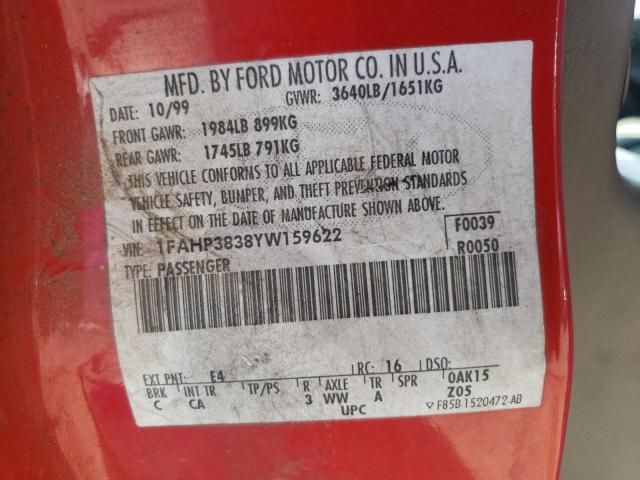 MFD. BY FORD MOTOR CO. IN U.S.A.
DATE: 10/99 GVWR: 3640LB/1651KG
FRONT GAWR: 1984LB 899KG
REAR GAWR: 1745LB 791KG
THIS VEHICLE CONFORMS TO ALL APPLICABLE FEDERAL MOTOR
VEHICLE SAFETY, BUMPER, AND THEFT PREVENTION STANDARDS
IN EFFECT ON THE DATE OF MANUFACTURE SHOWN ABOVE.
VIN: 1FAHP3838YW159622 F0039
TYPE: PASSENGER R0050
EXT PNT: E4 RC: 16 DSO:
BRK INT TR TP/PS R AXLE TR SPR 0AK15
C CA 3 WW A Z05
UPC ▽ F85B-1520472-AB